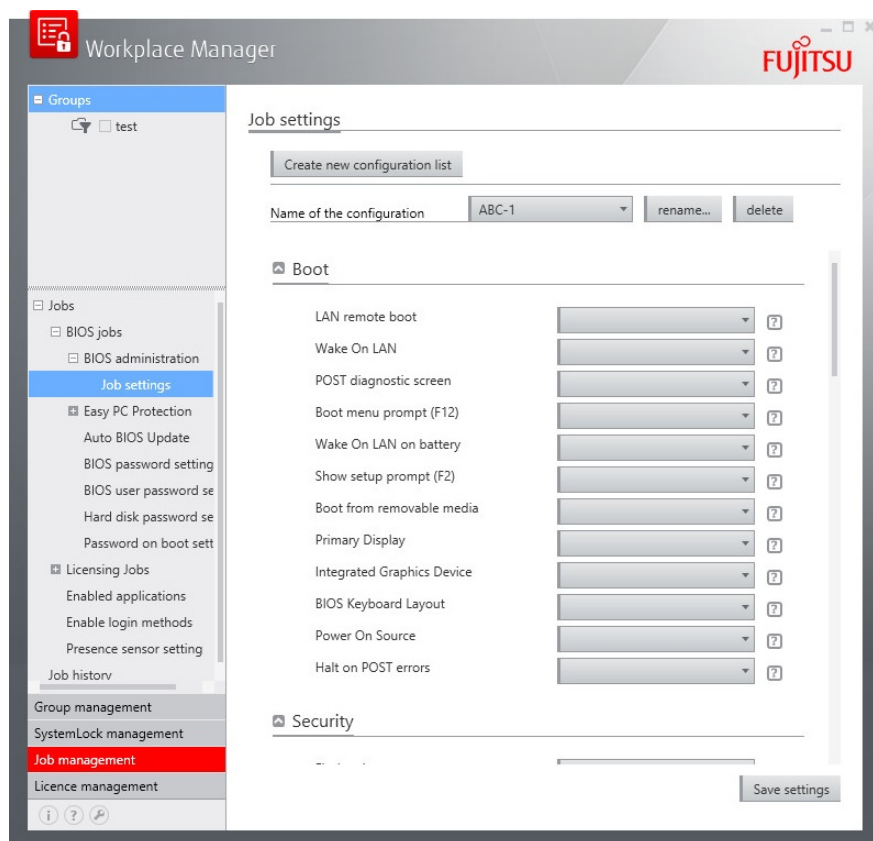 Workplace Manager
FUJITSU
Groups
test
Jobs
BIOS jobs
BIOS administration
Job settings
Easy PC Protection
Auto BIOS Update
BIOS password setting
BIOS user password se
Hard disk password se
Password on boot sett
Licensing Jobs
Enabled applications
Enable login methods
Presence sensor setting
Job history
Group management
SystemLock management
Job management
Licence management
Job settings
Create new configuration list
Name of the configuration ABC-1 rename... delete
Boot
LAN remote boot
Wake On LAN
POST diagnostic screen
Boot menu prompt (F12)
Wake On LAN on battery
Show setup prompt (F2)
Boot from removable media
Primary Display
Integrated Graphics Device
BIOS Keyboard Layout
Power On Source
Halt on POST errors
Security
Save settings